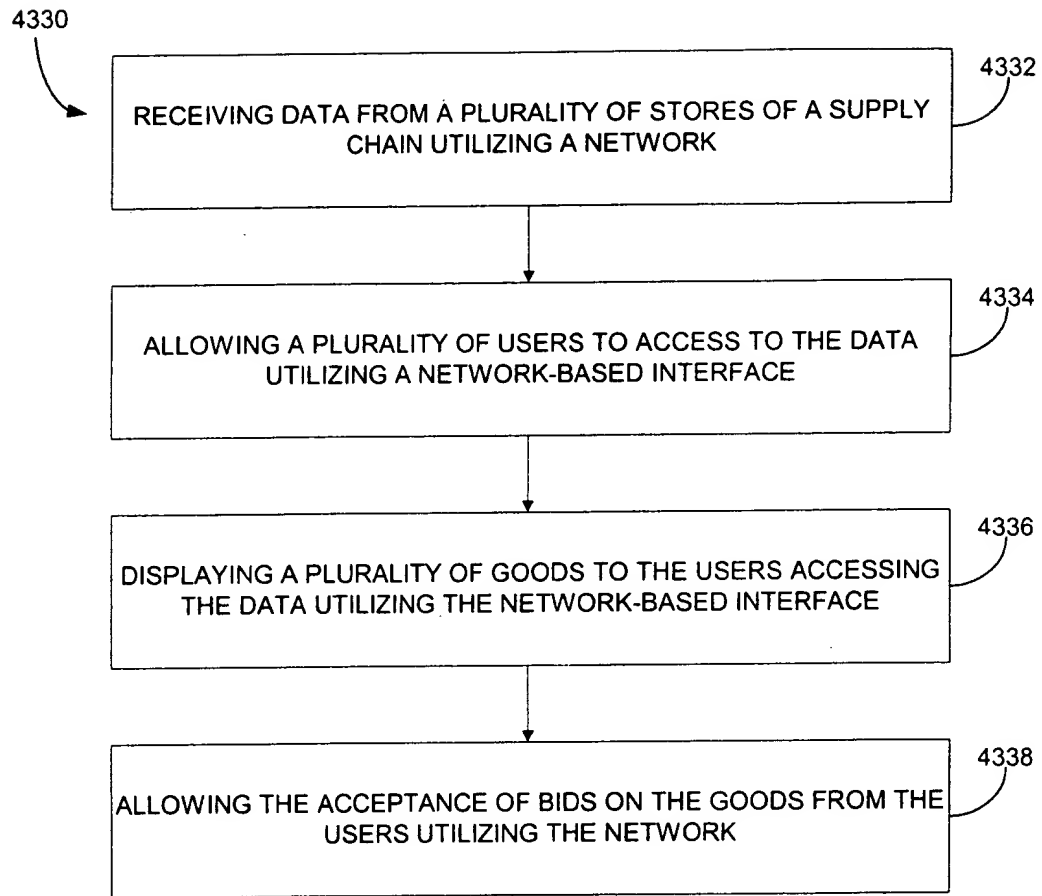 4330
4332
RECEIVING DATA FROM A PLURALITY OF STORES OF A SUPPLY
CHAIN UTILIZING A NETWORK
4334
ALLOWING A PLURALITY OF USERS TO ACCESS TO THE DATA
UTILIZING A NETWORK-BASED INTERFACE
4336
DISPLAYING A PLURALITY OF GOODS TO THE USERS ACCESSING
THE DATA UTILIZING THE NETWORK-BASED INTERFACE
4338
ALLOWING THE ACCEPTANCE OF BIDS ON THE GOODS FROM THE
USERS UTILIZING THE NETWORK